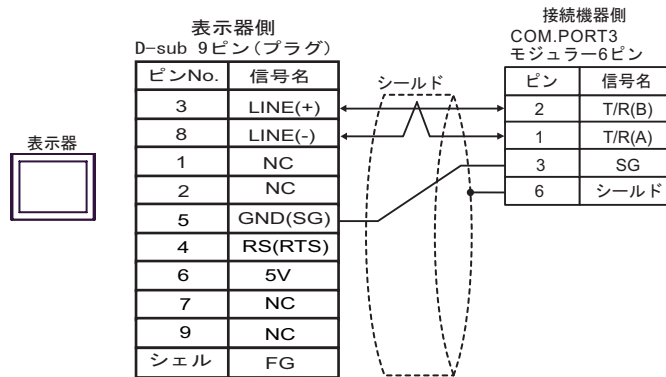 表示器側
D-sub 9ピン(プラグ)
ピンNo. 信号名
3 LINE(+)
8 LINE(-)
1 NC
2 NC
5 GND(SG)
4 RS(RTS)
6 5V
7 NC
9 NC
シェル FG
表示器
シールド
接続機器側
COM.PORT3
モジュラー6ピン
ピン 信号名
2 T/R(B)
1 T/R(A)
3 SG
6 シールド